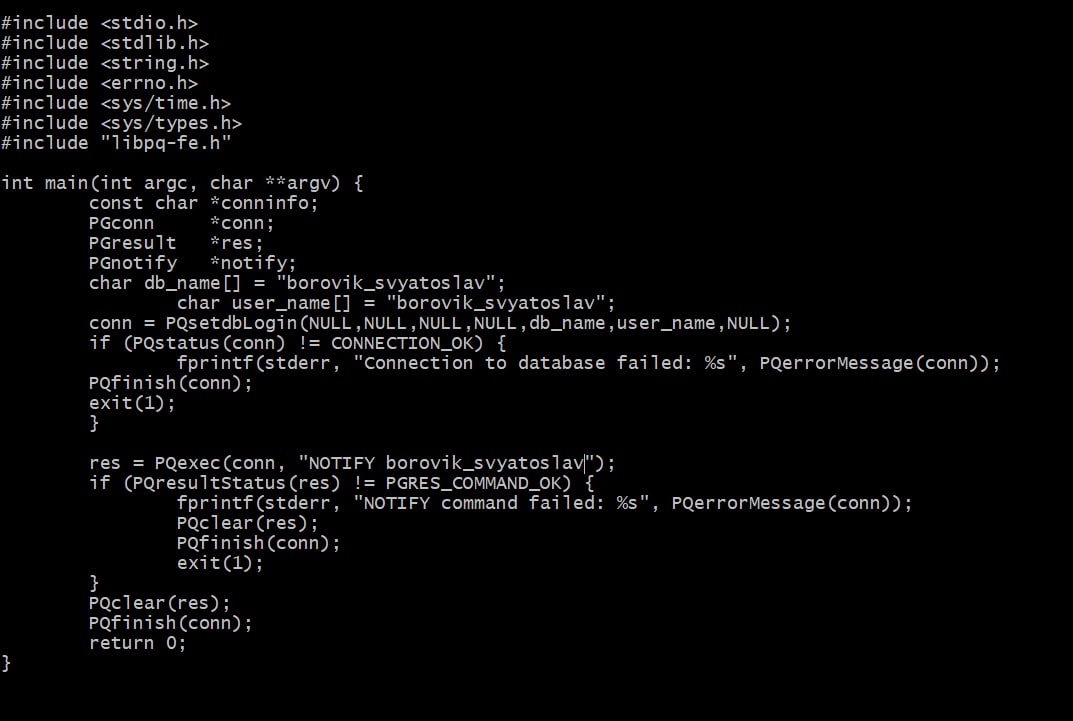 #include <stdio.h>
#include <stdlib.h>
#include <string.h>
#include <errno.h>
#include <sys/time.h>
#include <sys/types.h>
#include "libpq-fe.h"

int main(int argc, char **argv) {
        const char *conninfo;
        PGconn     *conn;
        PGresult   *res;
        PGnotify   *notify;
        char db_name[] = "borovik_svyatoslav";
                char user_name[] = "borovik_svyatoslav";
        conn = PQsetdbLogin(NULL,NULL,NULL,NULL,db_name,user_name,NULL);
        if (PQstatus(conn) != CONNECTION_OK) {
                fprintf(stderr, "Connection to database failed: %s", PQerrorMessage(conn));
        PQfinish(conn);
        exit(1);
        }

        res = PQexec(conn, "NOTIFY borovik_svyatoslav");
        if (PQresultStatus(res) != PGRES_COMMAND_OK) {
                fprintf(stderr, "NOTIFY command failed: %s", PQerrorMessage(conn));
                PQclear(res);
                PQfinish(conn);
                exit(1);
        }
        PQclear(res);
        PQfinish(conn);
        return 0;
}